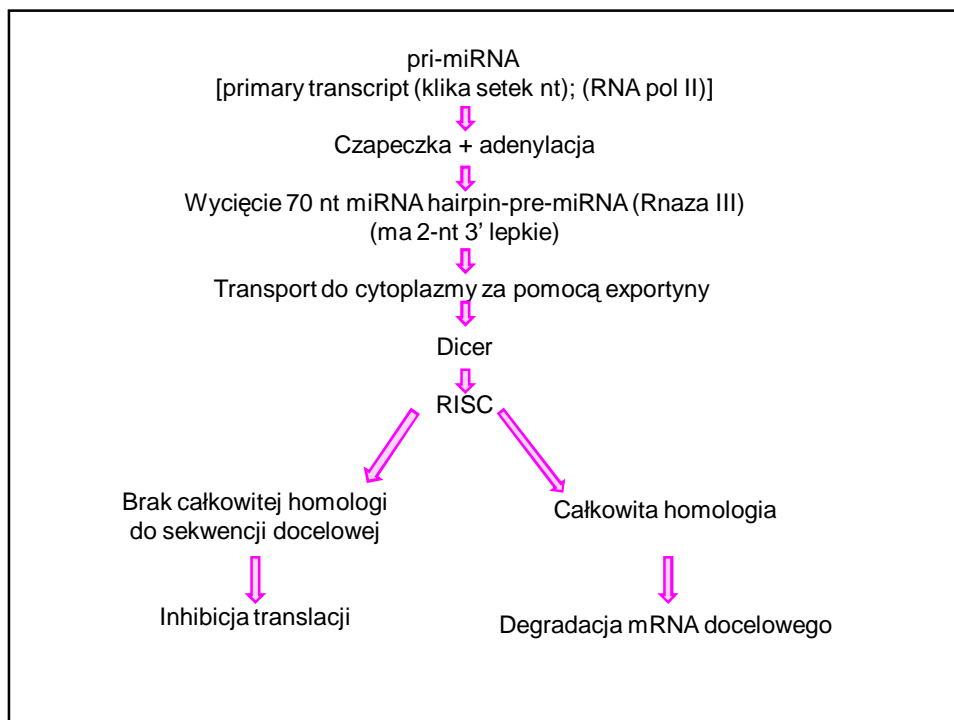 pri-miRNA
[primary transcript (klika setek nt); (RNA pol II)]
Czapeczka + adenylacja
Wycięcie 70 nt miRNA hairpin-pre-miRNA (Rnaza III)
(ma 2-nt 3’ lepkie)
Transport do cytoplazmy za pomocą exportyny
Dicer
RISC
Brak całkowitej homologi
do sekwencji docelowej
Całkowita homologia
Inhibicja translacji
Degradacja mRNA docelowego